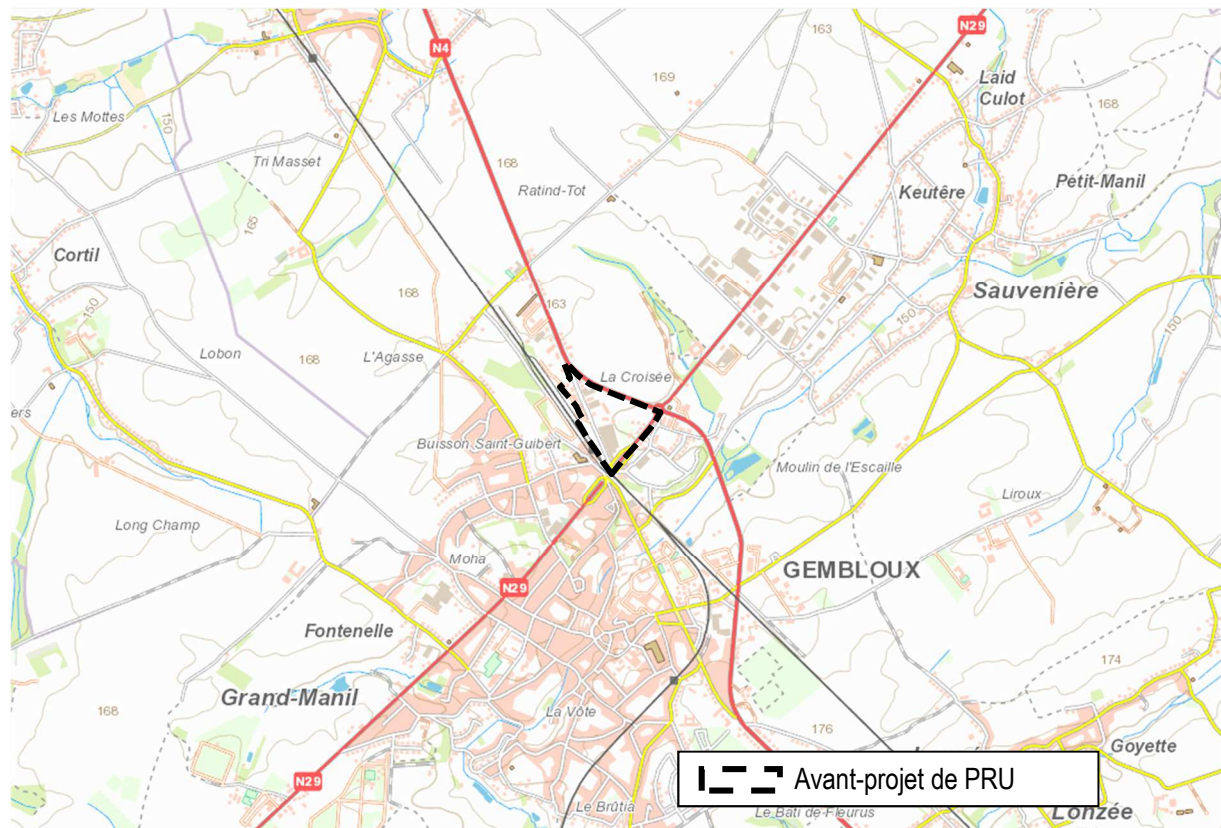 N4
N29
163
169
Laid
Culot
168
Les Mottes
150
Tri Masset
168
Ratind-Tot
Keutêre
Petit-Manil
165
Cortil
168
163
Sauvenière
150
150
150
Lobon
168
L'Agasse
La Croisée
ers
Buisson Saint-Guibert
Moulin de l'Escaille
Liroux
Long Champ
Moha
GEMBLOUX
N29
Fontenelle
174
Grand-Manil
168
La Vôte
176
Goyette
N29
Avant-projet de PRU
Le Brûtia
Le Bati de Fleurus
Lonzée